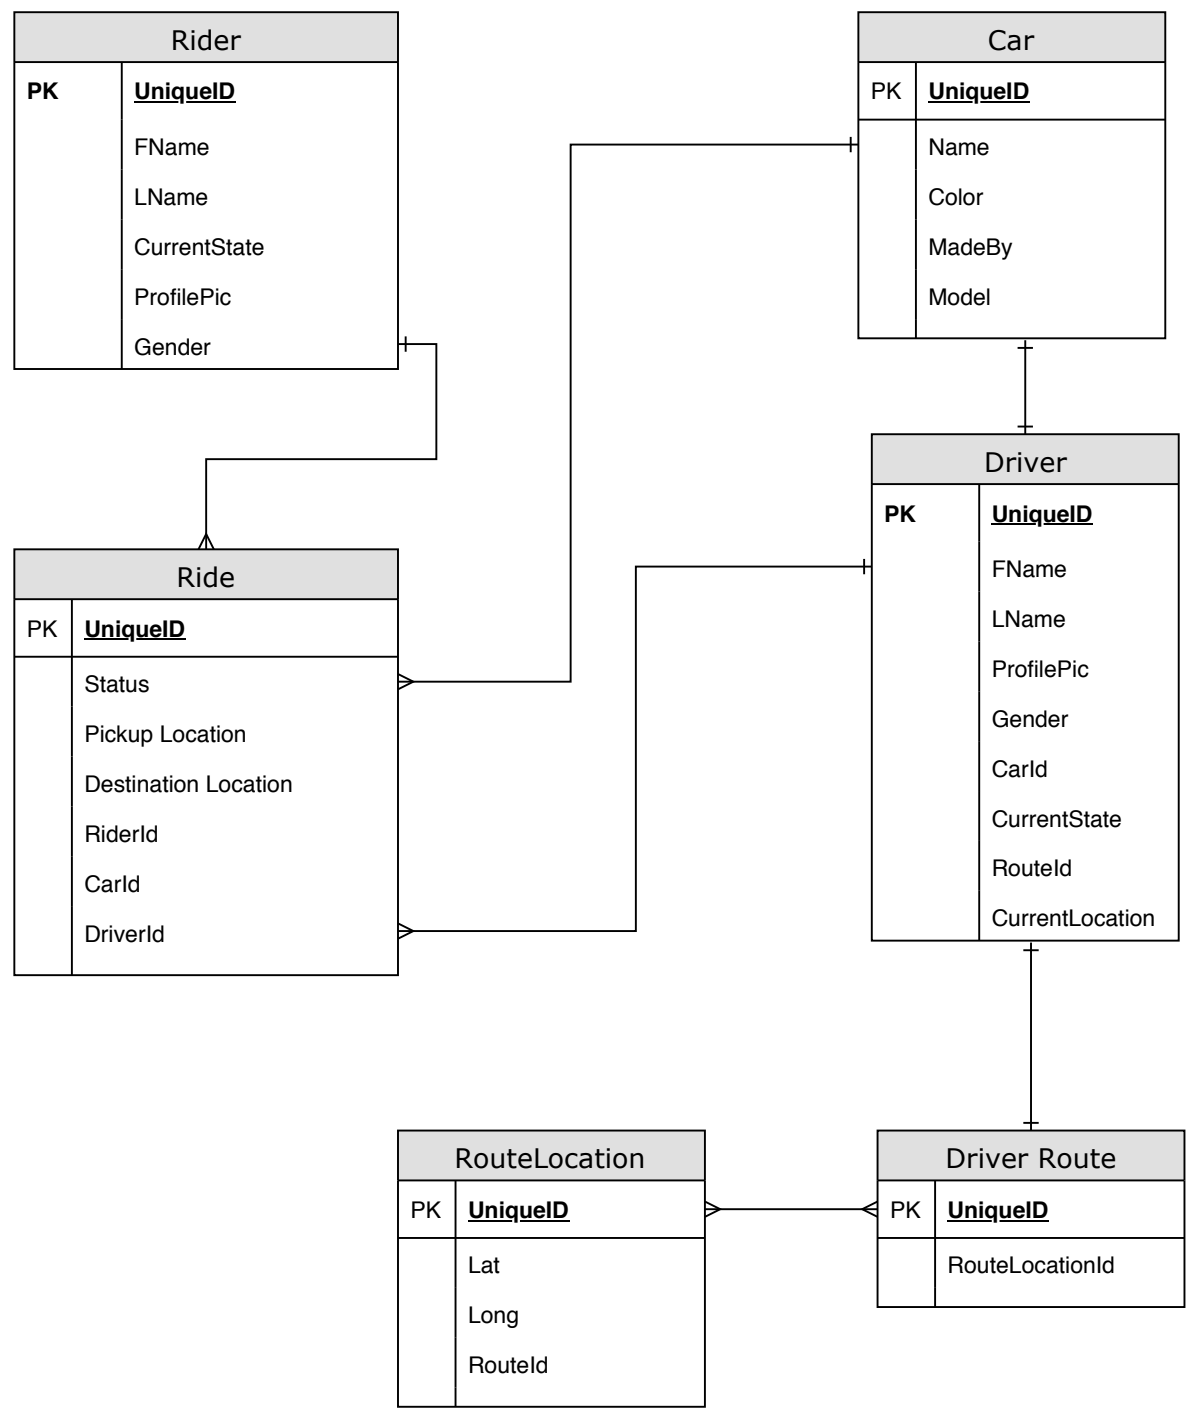 Rider
PK UniqueID
FName
LName
CurrentState
ProfilePic
Gender
Car
PK UniqueID
Name
Color
MadeBy
Model
Ride
PK UniqueID
Status
Pickup Location
Destination Location
RiderId
CarId
DriverId
Driver
PK UniqueID
FName
LName
ProfilePic
Gender
CarId
CurrentState
RouteId
CurrentLocation
RouteLocation
PK UniqueID
Lat
Long
RouteId
Driver Route
PK UniqueID
RouteLocationId